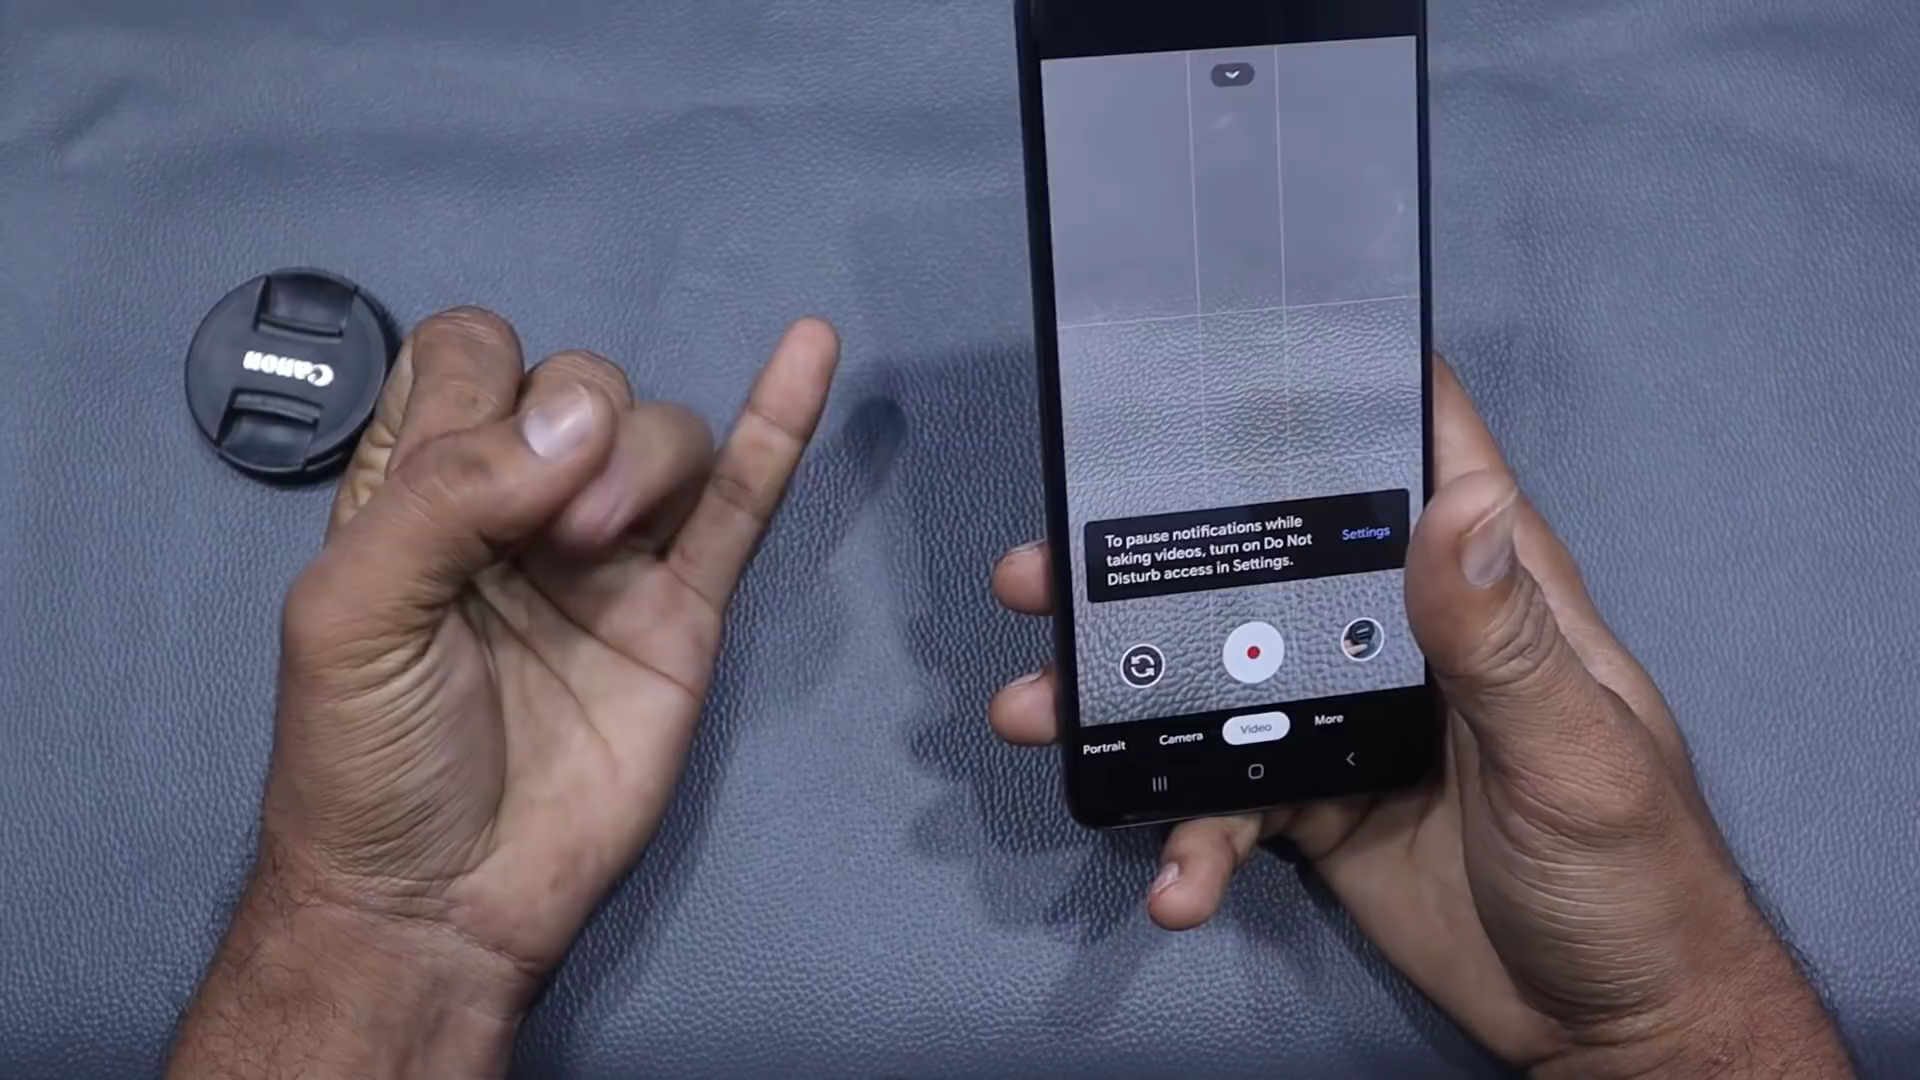 Canon
To pause notifications while
taking videos, turn on Do Not
Disturb access in Settings.
Settings
Portrait
Camera
Video
More